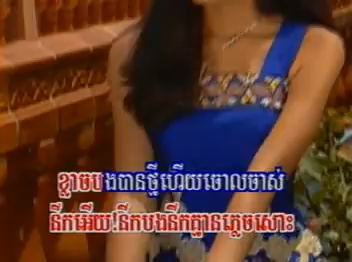 ខ្លាចបងបានថ្មីហើយចោលចាស់
នឹកអើយ!នឹកបងនឹកគ្មានភ្លេចសោះ